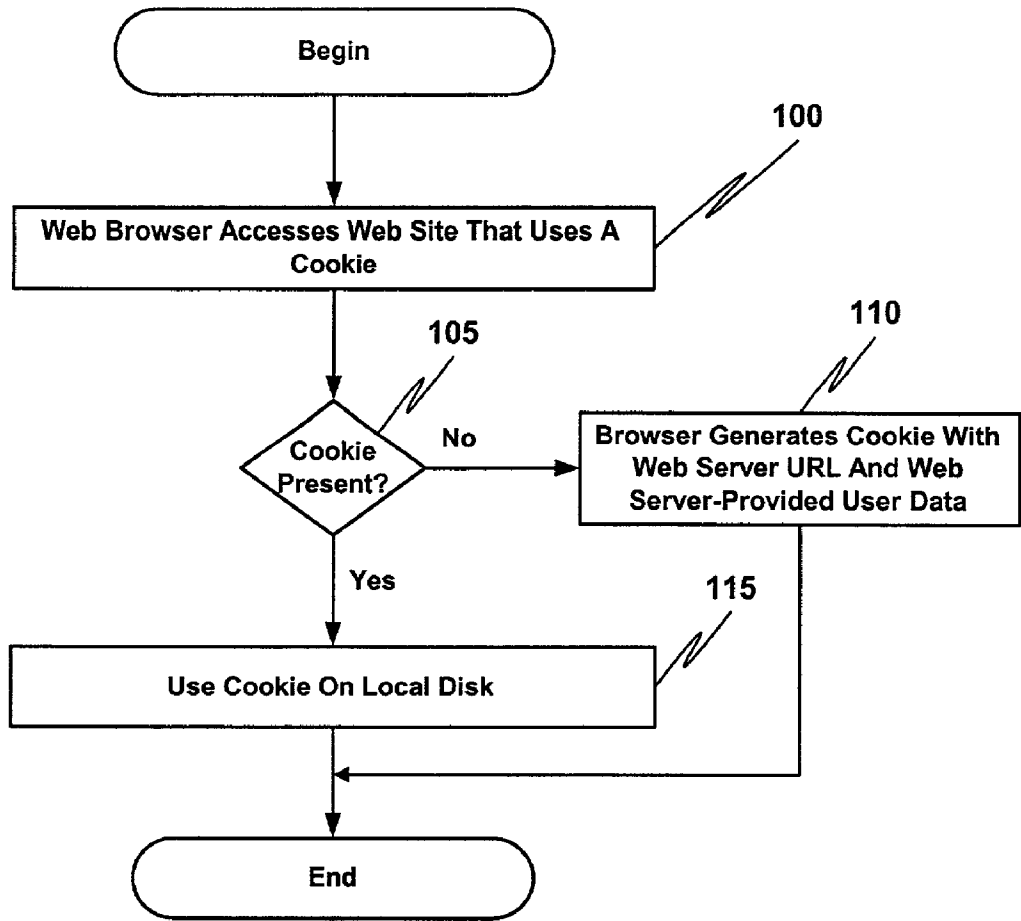 Begin
100
Web Browser Accesses Web Site That Uses A
Cookie
105
110
Cookie
Present?
No
Browser Generates Cookie With
Web Server URL And Web
Server-Provided User Data
Yes
115
Use Cookie On Local Disk
End